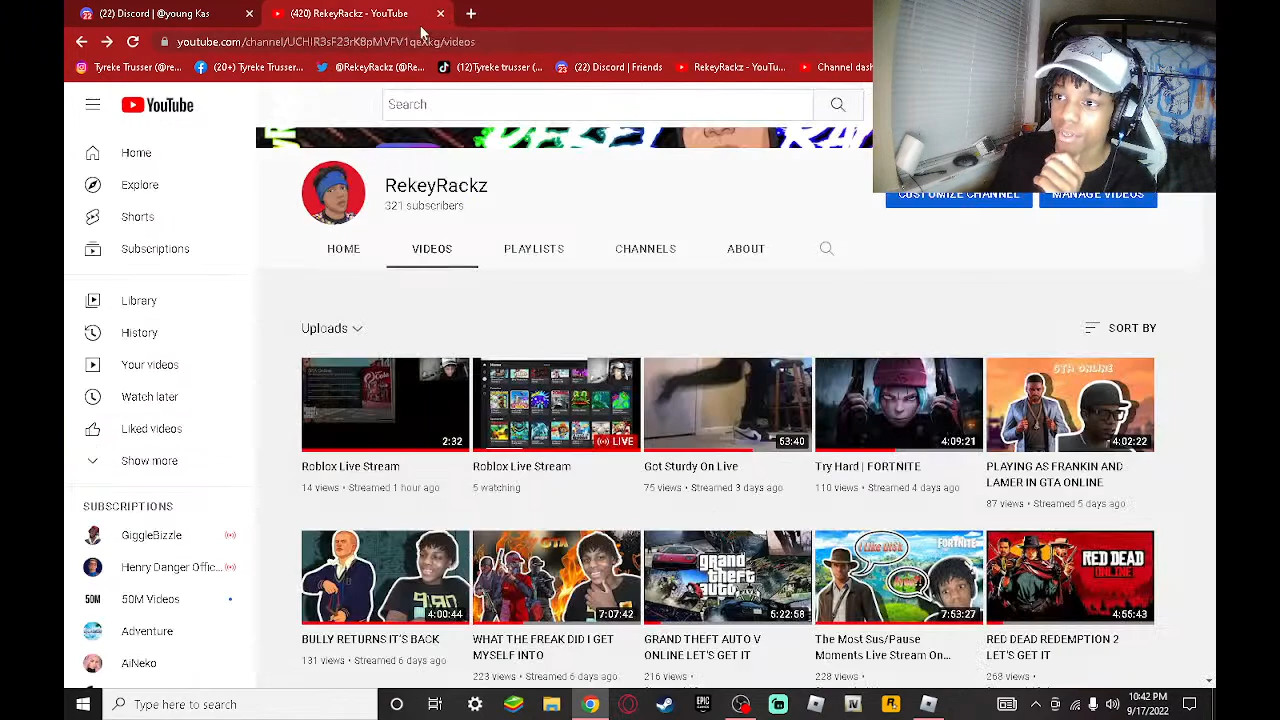 (22) Discord | @young Kas
(420) RekeyRackz - YouTube
youtube.com/channel/UCHIR3sF23rK8pMVFV1qeXkg/videos
Tyreke Trusser (@re...
(20+) Tyreke Trusser...
@RekeyRackz (@Re...
(12)Tyreke trusser (...
(22) Discord | Friends
RekeyRackz - YouTu...
Channel dash
YouTube
Search
Home
Explore
Shorts
Subscriptions
Library
History
Your videos
Watch later
Liked videos
Show more
SUBSCRIPTIONS
GiggleBizzle
Henry Danger Offic...
50M Videos
Adventure
AiNeko
RekeyRackz
321 subscribers
CUSTOMIZE CHANNEL
MANAGE VIDEOS
HOME
VIDEOS
PLAYLISTS
CHANNELS
ABOUT
Uploads
SORT BY
2:32
Roblox Live Stream
14 views • Streamed 1 hour ago
LIVE
Roblox Live Stream
5 watching
53:40
Got Sturdy On Live
75 views • Streamed 3 days ago
4:09:21
Try Hard | FORTNITE
110 views • Streamed 4 days ago
GTA ONLINE
4:02:22
PLAYING AS FRANKIN AND
LAMER IN GTA ONLINE
87 views • Streamed 5 days ago
4:00:44
BULLY RETURNS IT'S BACK
131 views • Streamed 6 days ago
GTA
7:07:42
WHAT THE FREAK DID I GET
MYSELF INTO
223 views • Streamed 6 days ago
grand
theft
auto
5:22:58
GRAND THEFT AUTO V
ONLINE LET'S GET IT
216 views •
FORTNITE
7:53:27
The Most Sus/Pause
Moments Live Stream On...
228 views •
RED DEAD
ONLINE
4:55:43
RED DEAD REDEMPTION 2
LET'S GET IT
268 views •
Type here to search
EPIC
GAMES
IV
R
10:42 PM
9/17/2022